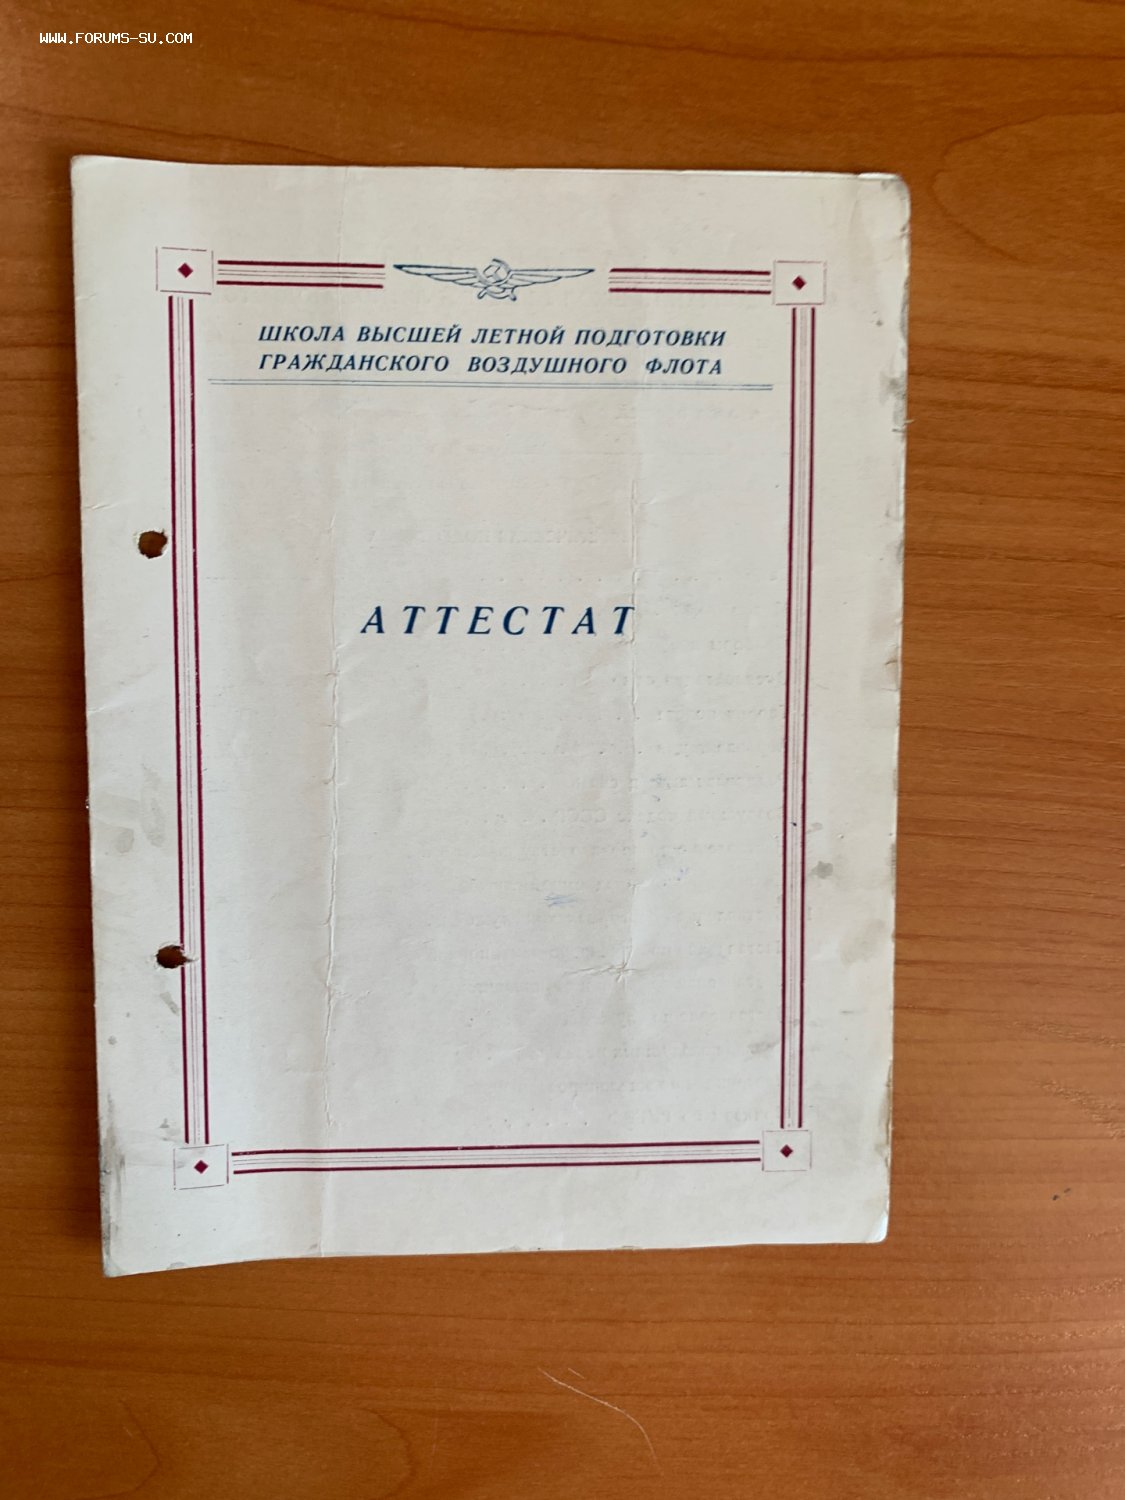 WWW.FORUMS-SU.COM
ШКОЛА ВЫСШЕЙ ЛЕТНОЙ ПОДГОТОВКИ
ГРАЖДАНСКОГО ВОЗДУШНОГО ФЛОТА
АТТЕСТАТ